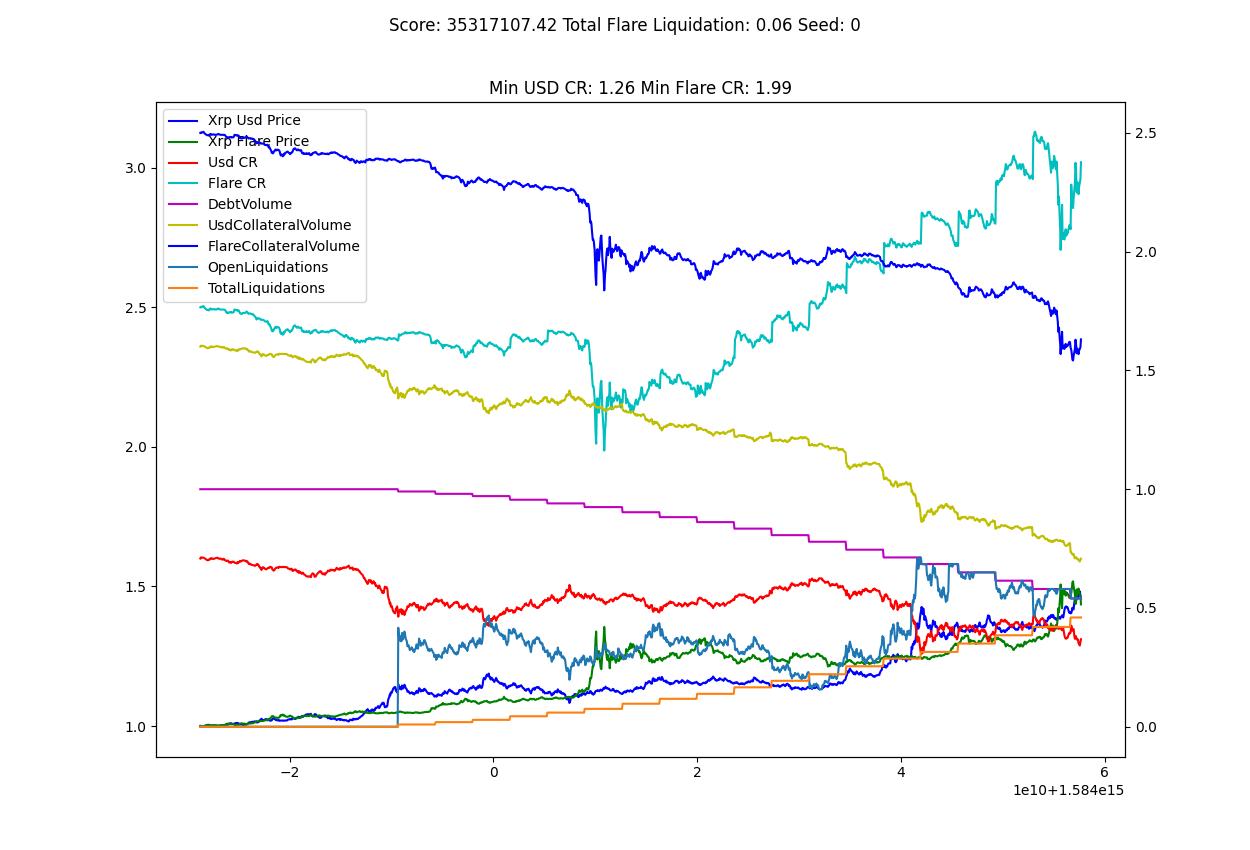 Score: 35317107.42 Total Flare Liquidation: 0.06 Seed: 0
Min USD CR: 1.26 Min Flare CR: 1.99
Xrp Usd Price
Xrp Flare Price
Usd CR
Flare CR
DebtVolume
UsdCollateralVolume
FlareCollateralVolume
OpenLiquidations
TotalLiquidations
3.0
2.5
2.0
1.5
1.0
2.5
2.0
1.5
1.0
0.5
0.0
−2
0
2
4
6
1e10+1.584e15